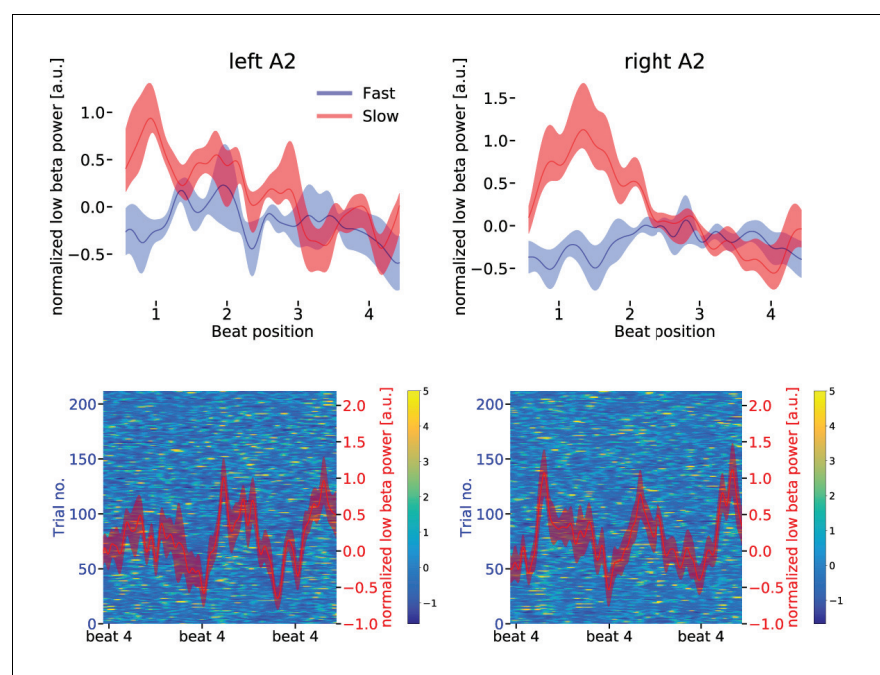 left A2
normalized low beta power [a.u.]
1.0
0.5
0.0
−0.5
Fast
Slow
1 2 3 4
Beat position
right A2
normalized low beta power [a.u.]
1.5
1.0
0.5
0.0
−0.5
1 2 3 4
Beat position
Trial no.
200
150
100
50
0
beat 4 beat 4 beat 4
2.0
1.5
1.0
0.5
0.0
−0.5
−1.0
normalized low beta power [a.u.]
5
4
3
2
1
0
−1
Trial no.
200
150
100
50
0
beat 4 beat 4 beat 4
2.0
1.5
1.0
0.5
0.0
−0.5
−1.0
normalized low beta power [a.u.]
5
4
3
2
1
0
−1